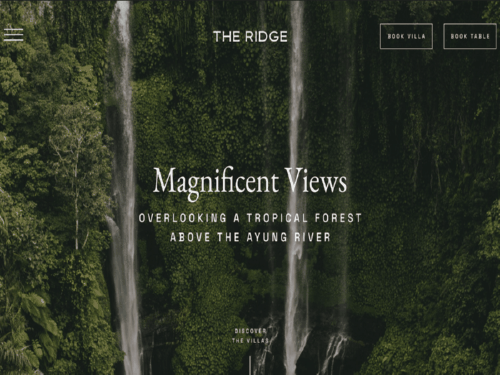 THE RIDGE
BOOK VILLA
BOOK TABLE
Magnificent Views
OVERLOOKING A TROPICAL FOREST
ABOVE THE AYUNG RIVER
DISCOVER
THE VILLAS